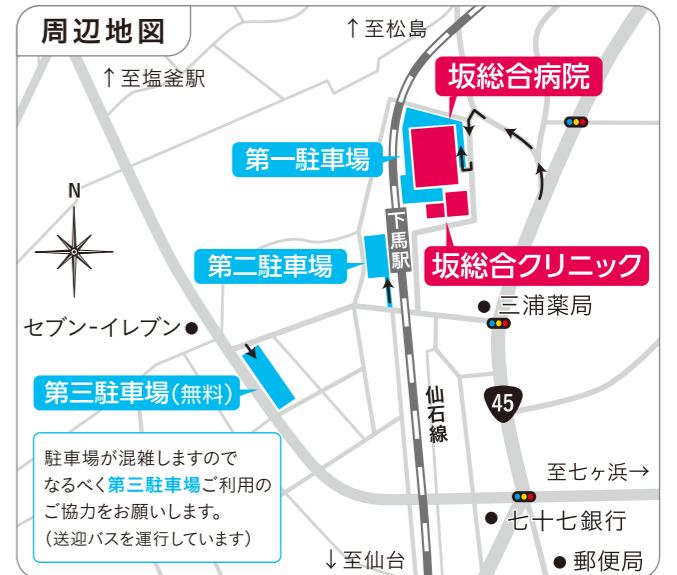 周辺地図
↑至松島
↑至塩釜駅
坂総合病院
第一駐車場
N
下馬駅
第二駐車場
坂総合クリニック
三浦薬局
セブン-イレブン
第三駐車場(無料)
仙石線
45
駐車場が混雑しますので
なるべく第三駐車場ご利用の
ご協力をお願いします。
(送迎バスを運行しています)
至七ヶ浜→
七十七銀行
↓至仙台
郵便局